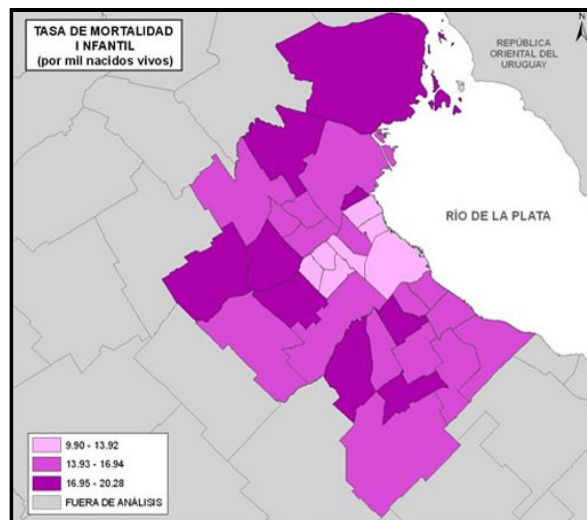 TASA DE MORTALIDAD
I NFANTIL
(por mil nacidos vivos)
REPÚBLICA
ORIENTAL DEL
URUGUAY
N
RÍO DE LA PLATA
9.90 - 13.92
13.93 - 16.94
16.95 - 20.28
FUERA DE ANÁLISIS